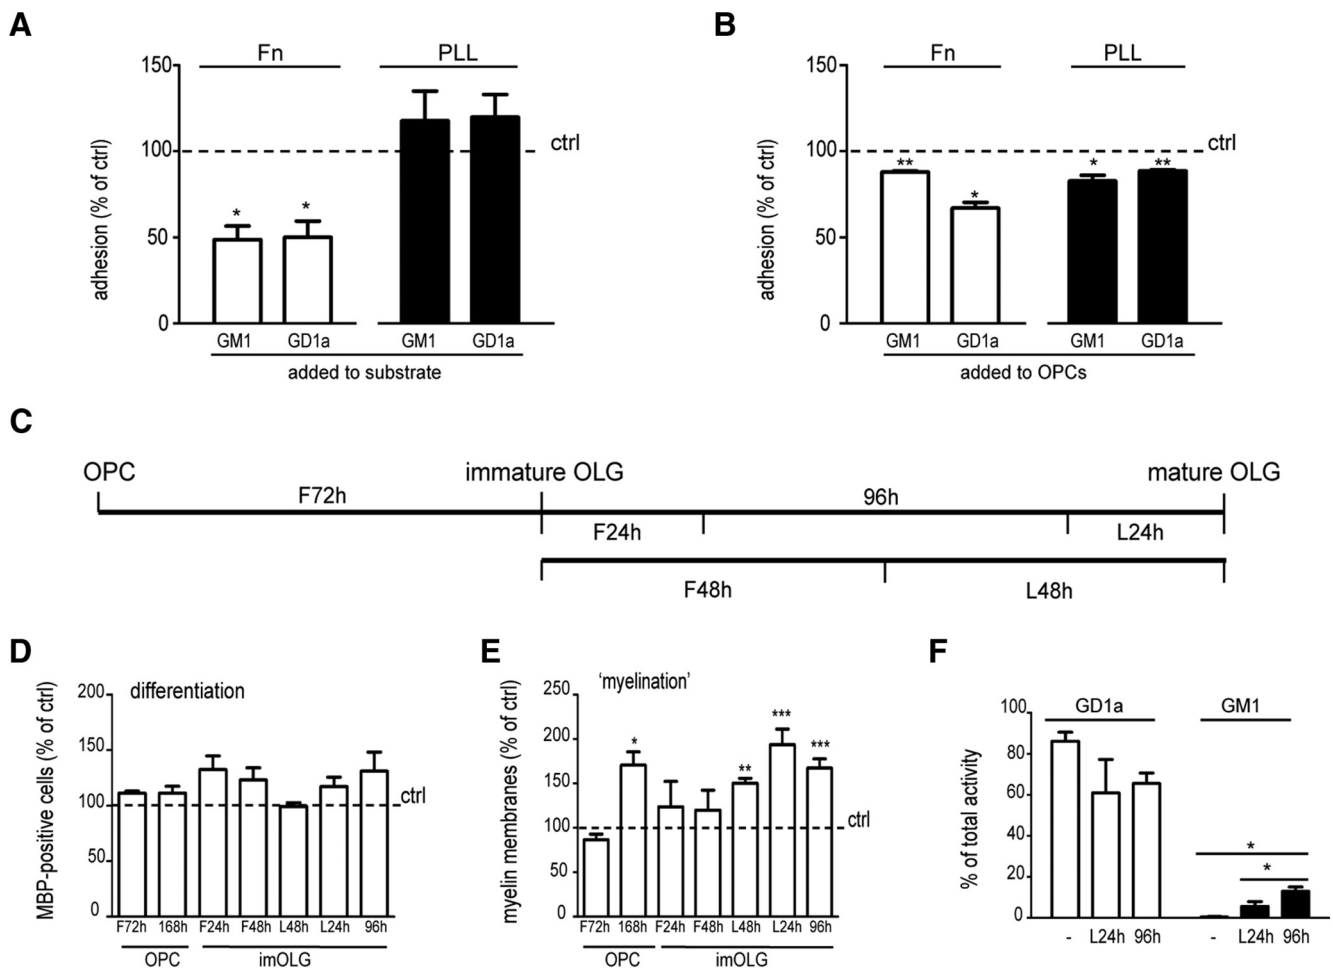 A
Fn
PLL
150
100
50
0
adhesion (% of ctrl)
ctrl
*
*
GM1
GD1a
GM1
GD1a
added to substrate
B
Fn
PLL
150
100
50
0
adhesion (% of ctrl)
ctrl
**
*
*
**
GM1
GD1a
GM1
GD1a
added to OPCs
C
OPC
immature OLG
mature OLG
F72h
96h
F24h
L24h
F48h
L48h
D
differentiation
200
150
100
50
0
MBP-positive cells (% of ctrl)
ctrl
F72h 168h F24h F48h L48h L24h 96h
OPC
imOLG
E
'myelination'
250
200
150
100
50
0
myelin membranes (% of ctrl)
ctrl
*
**
***
***
F72h 168h F24h F48h L48h L24h 96h
OPC
imOLG
F
GD1a
GM1
100
80
60
40
20
0
% of total activity
*
*
- L24h 96h
- L24h 96h